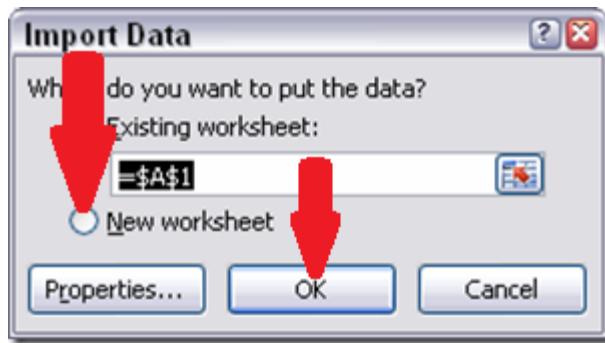 Import Data
Wh do you want to put the data?
Existing worksheet:
=$A$1
New worksheet
Properties...
OK
Cancel